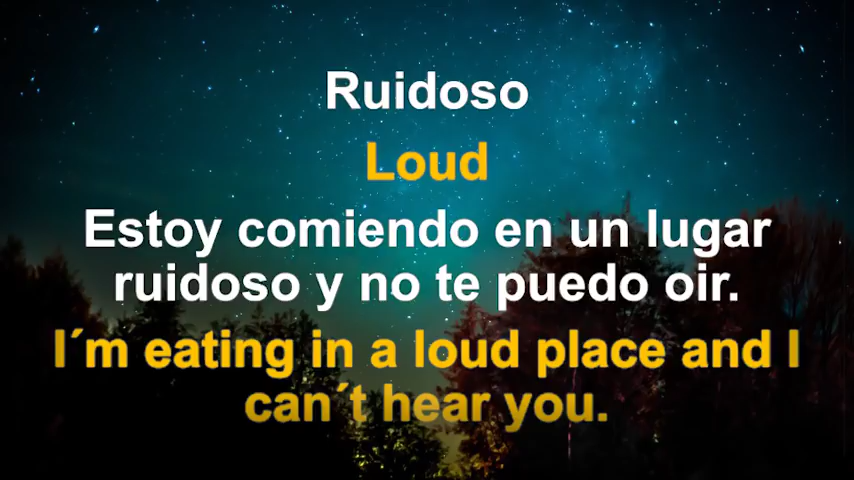 Ruidoso
Loud
Estoy comiendo en un lugar
ruidoso y no te puedo oir.
I´m eating in a loud place and I
can´t hear you.